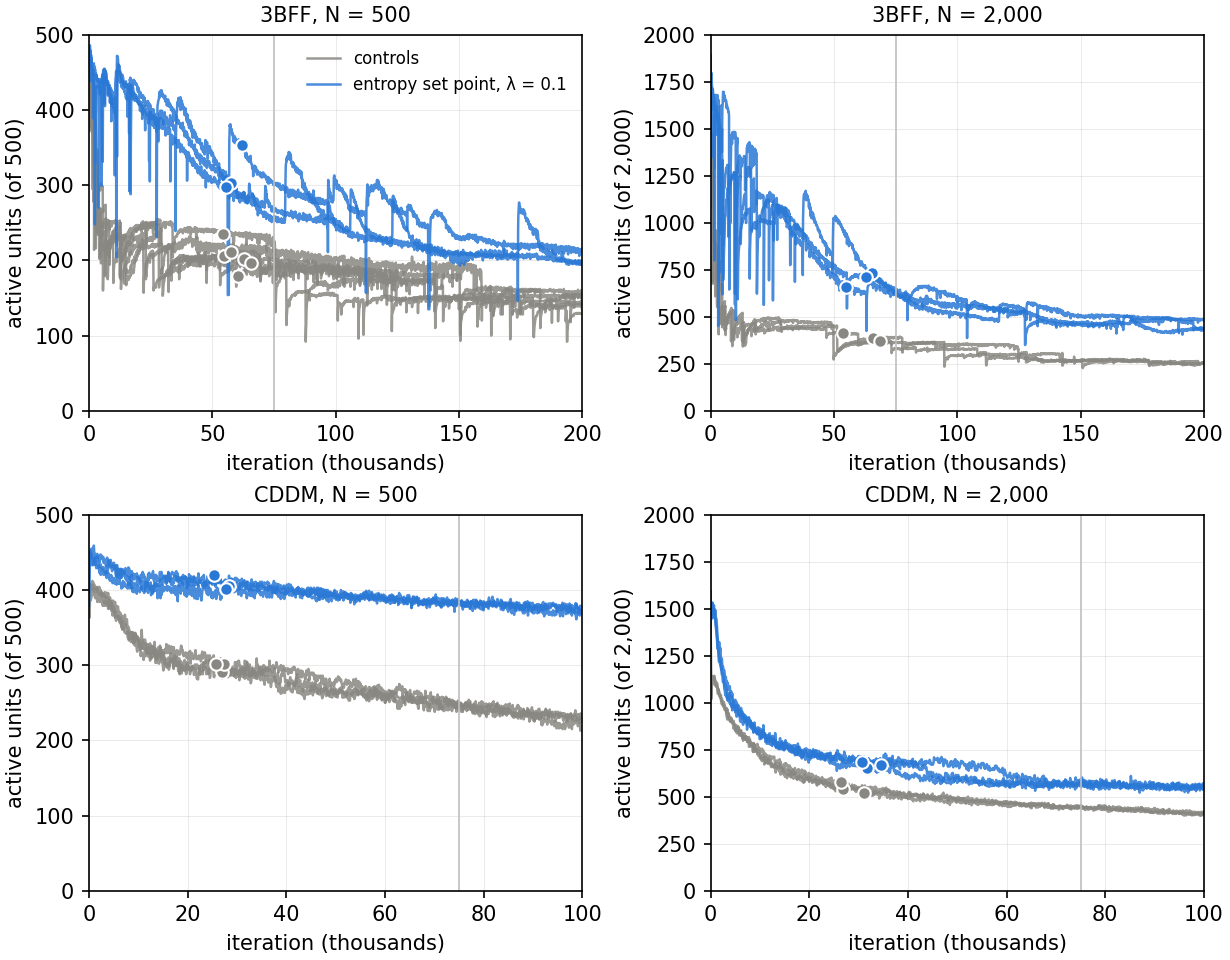 3BFF, N = 500
active units (of 500)
500
400
300
200
100
0
controls
entropy set point, λ = 0.1
0 50 100 150 200
iteration (thousands)
3BFF, N = 2,000
active units (of 2,000)
2000
1750
1500
1250
1000
750
500
250
0
0 50 100 150 200
iteration (thousands)
CDDM, N = 500
active units (of 500)
500
400
300
200
100
0
0 20 40 60 80 100
iteration (thousands)
CDDM, N = 2,000
active units (of 2,000)
2000
1750
1500
1250
1000
750
500
250
0
0 20 40 60 80 100
iteration (thousands)